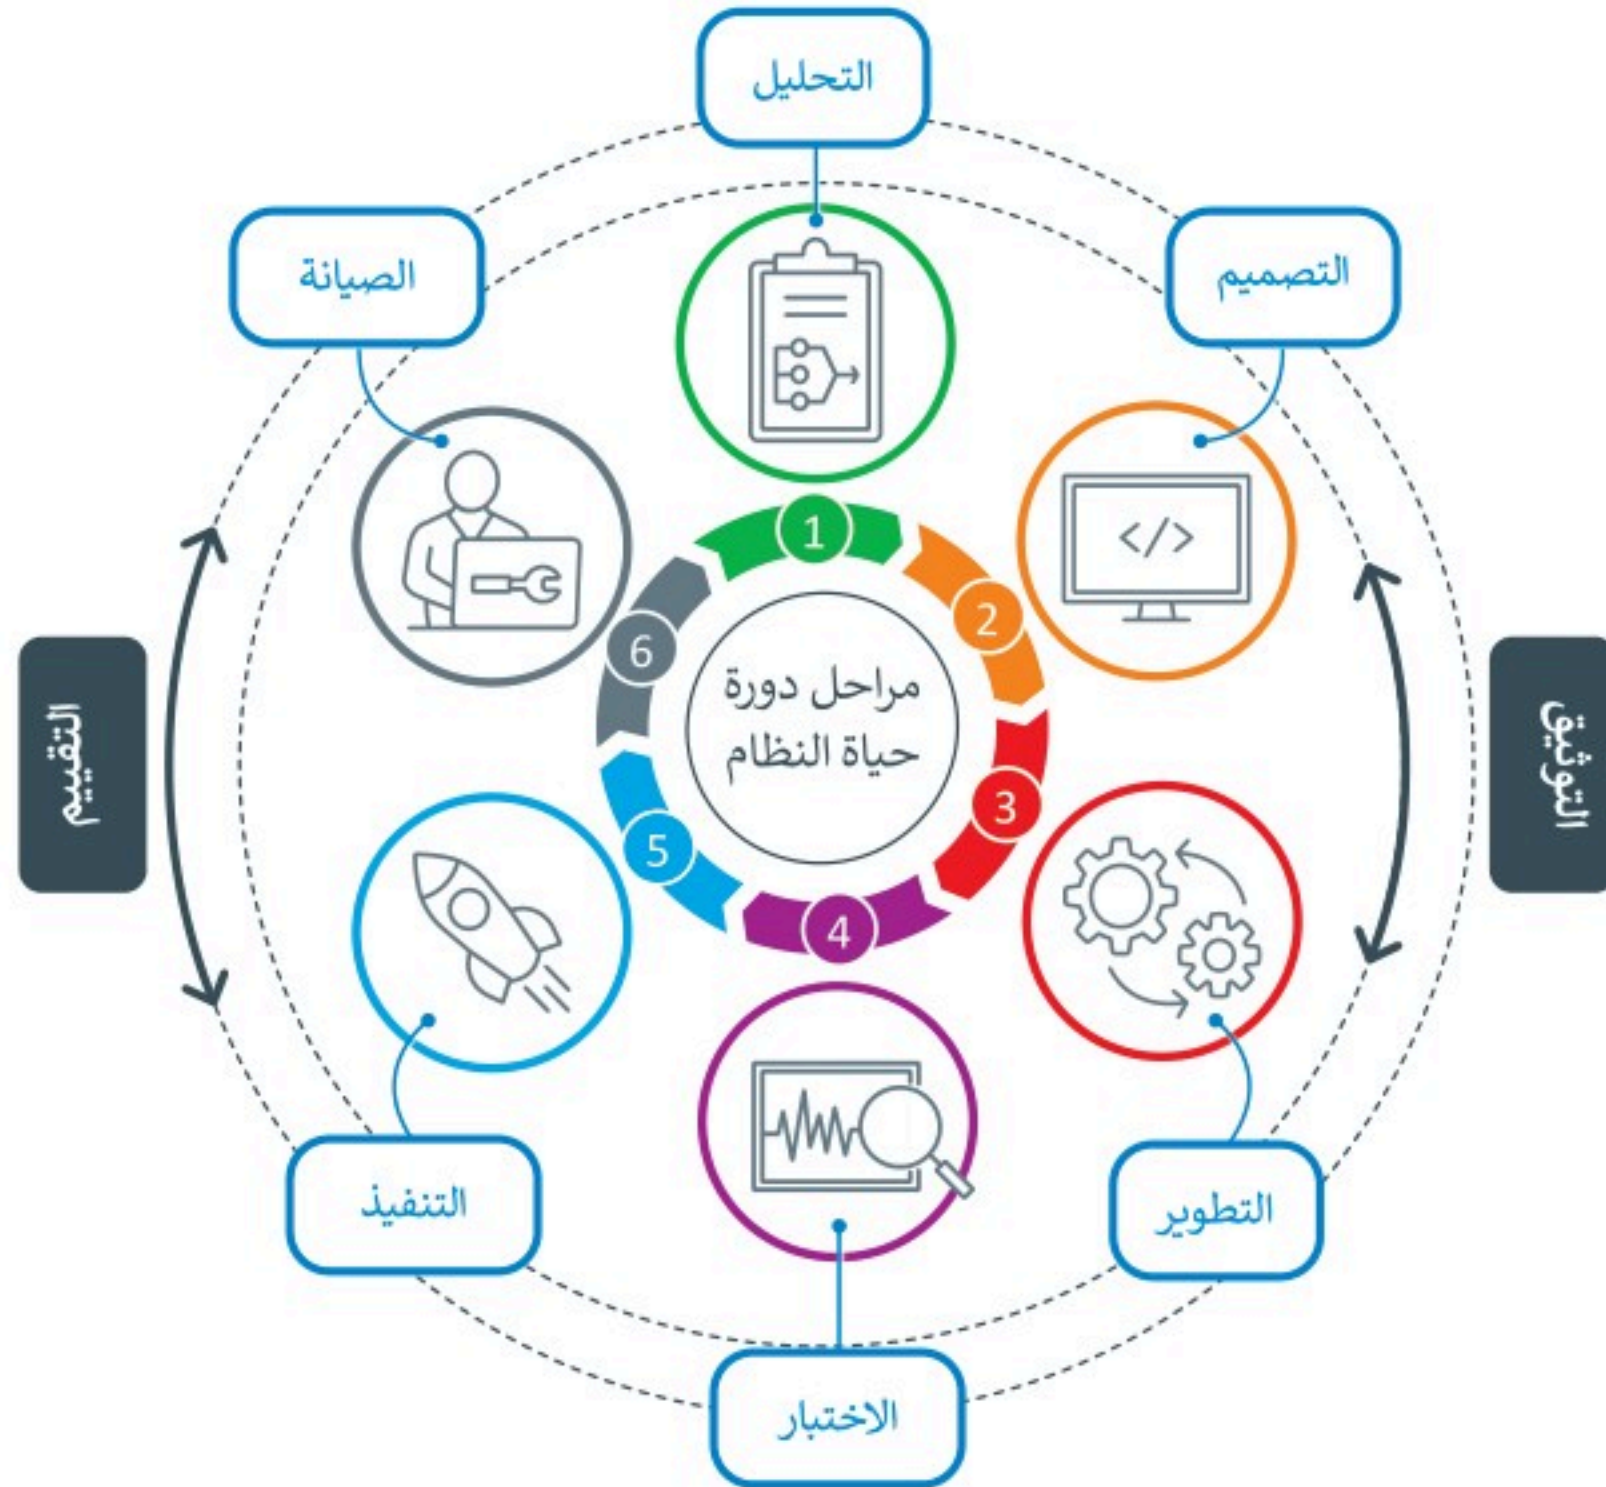 التحليل
1
التصميم
2
التطوير
3
الاختبار
4
التنفيذ
5
الصيانة
6
مراحل دورة
حياة النظام
التوثيق
التقييم
</>